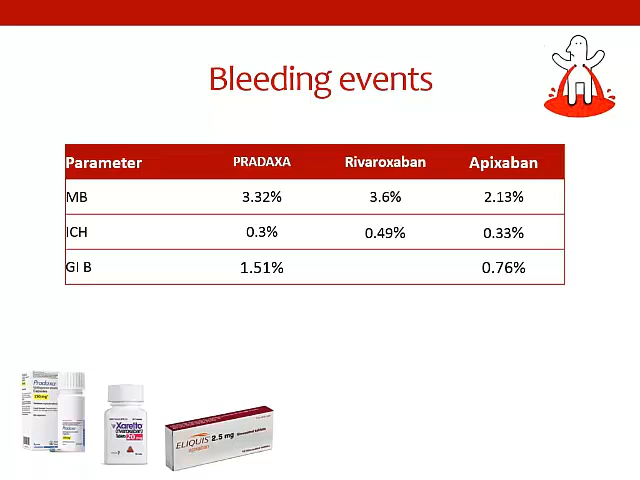 Bleeding events
Parameter PRADAXA Rivaroxaban Apixaban
MB 3.32% 3.6% 2.13%
ICH 0.3% 0.49% 0.33%
GI B 1.51% 0.76%
Pradaxa
Xarelto
ELIQUIS 2.5 mg
apixaban